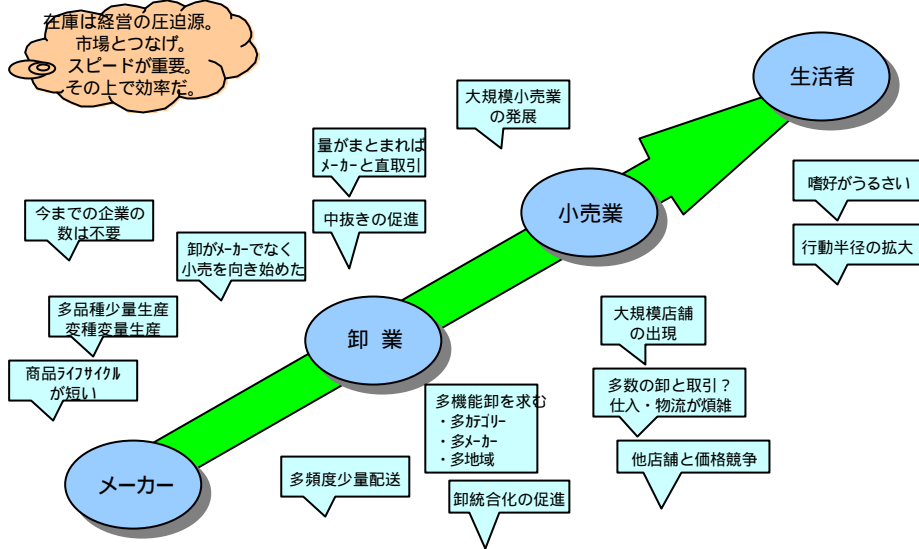 在庫は経営の圧迫源。
市場とつなげ。
スピードが重要。
その上で効率だ。
生活者
大規模小売業
の発展
量がまとまれば
ﾒｰｶｰと直取引
嗜好がうるさい
今までの企業の
数は不要
中抜きの促進
小売業
卸がﾒｰｶｰでなく
小売を向き始めた
行動半径の拡大
多品種少量生産
変種変量生産
卸 業
大規模店舗
の出現
商品ﾗｲﾌｻｲｸﾙ
が短い
多機能卸を求む
・多ｶﾃｺﾞﾘｰ
・多ﾒｰｶｰ
・多地域
多数の卸と取引？
仕入・物流が煩雑
メーカー
多頻度少量配送
卸統合化の促進
他店舗と価格競争